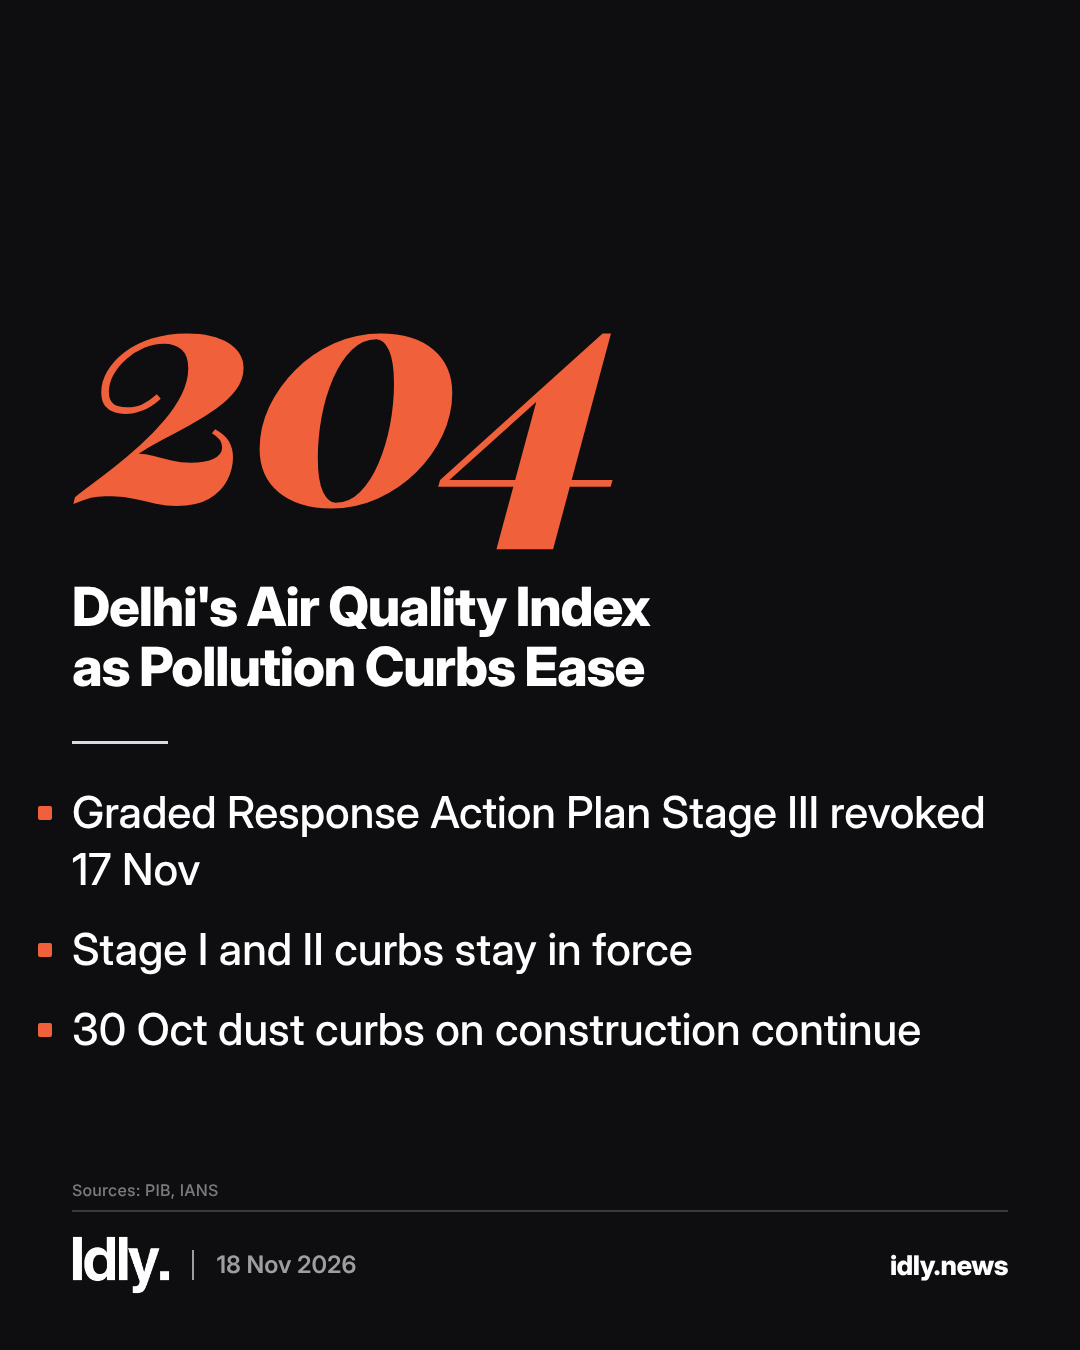 204
Delhi's Air Quality Index
as Pollution Curbs Ease
Graded Response Action Plan Stage III revoked
17 Nov
Stage I and II curbs stay in force
30 Oct dust curbs on construction continue
Sources: PIB, IANS
Idly. | 18 Nov 2026
idly.news